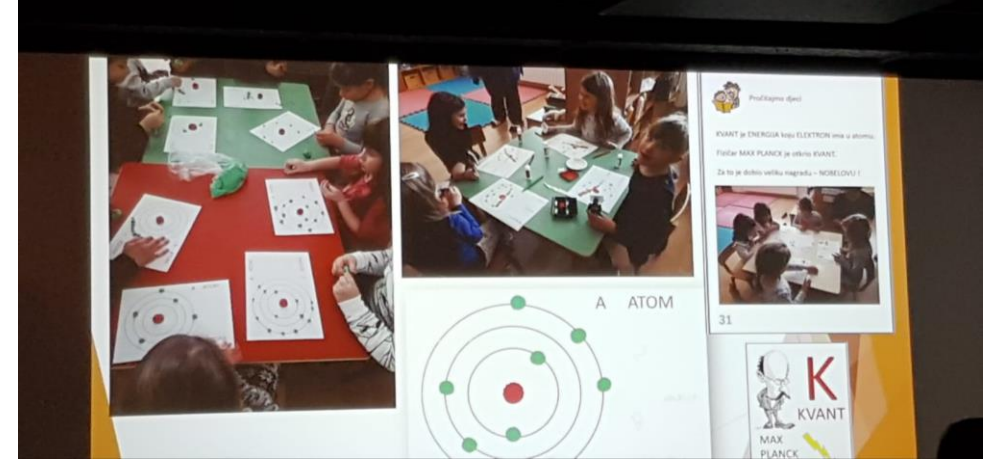 Pročitajmo djeci
KVANT je ENERGIJA koju ELEKTRON ima u atomu.
Fizičar MAX PLANCK je otkrio KVANT.
Za to je dobio veliku nagradu – NOBELOVU !
31
A ATOM
K
KVANT
MAX
PLANCK